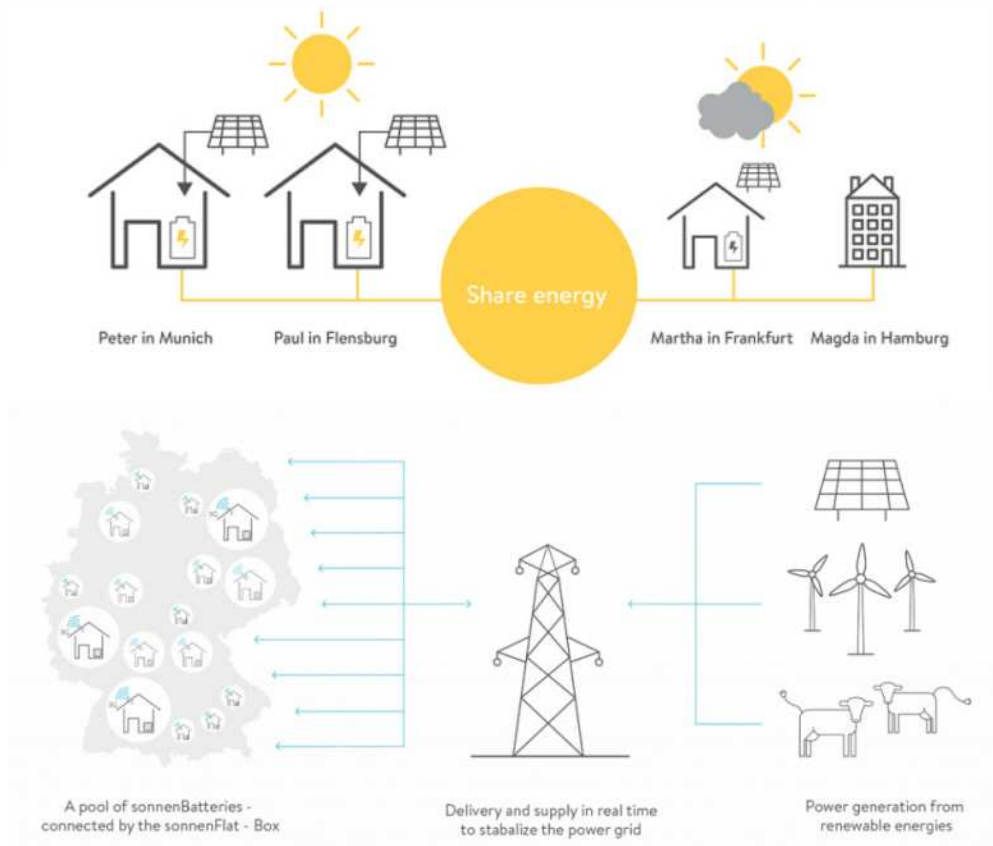 Share energy
Peter in Munich
Paul in Flensburg
Martha in Frankfurt
Magda in Hamburg
A pool of sonnenBatteries -
connected by the sonnenFlat - Box
Delivery and supply in real time
to stabalize the power grid
Power generation from
renewable energies